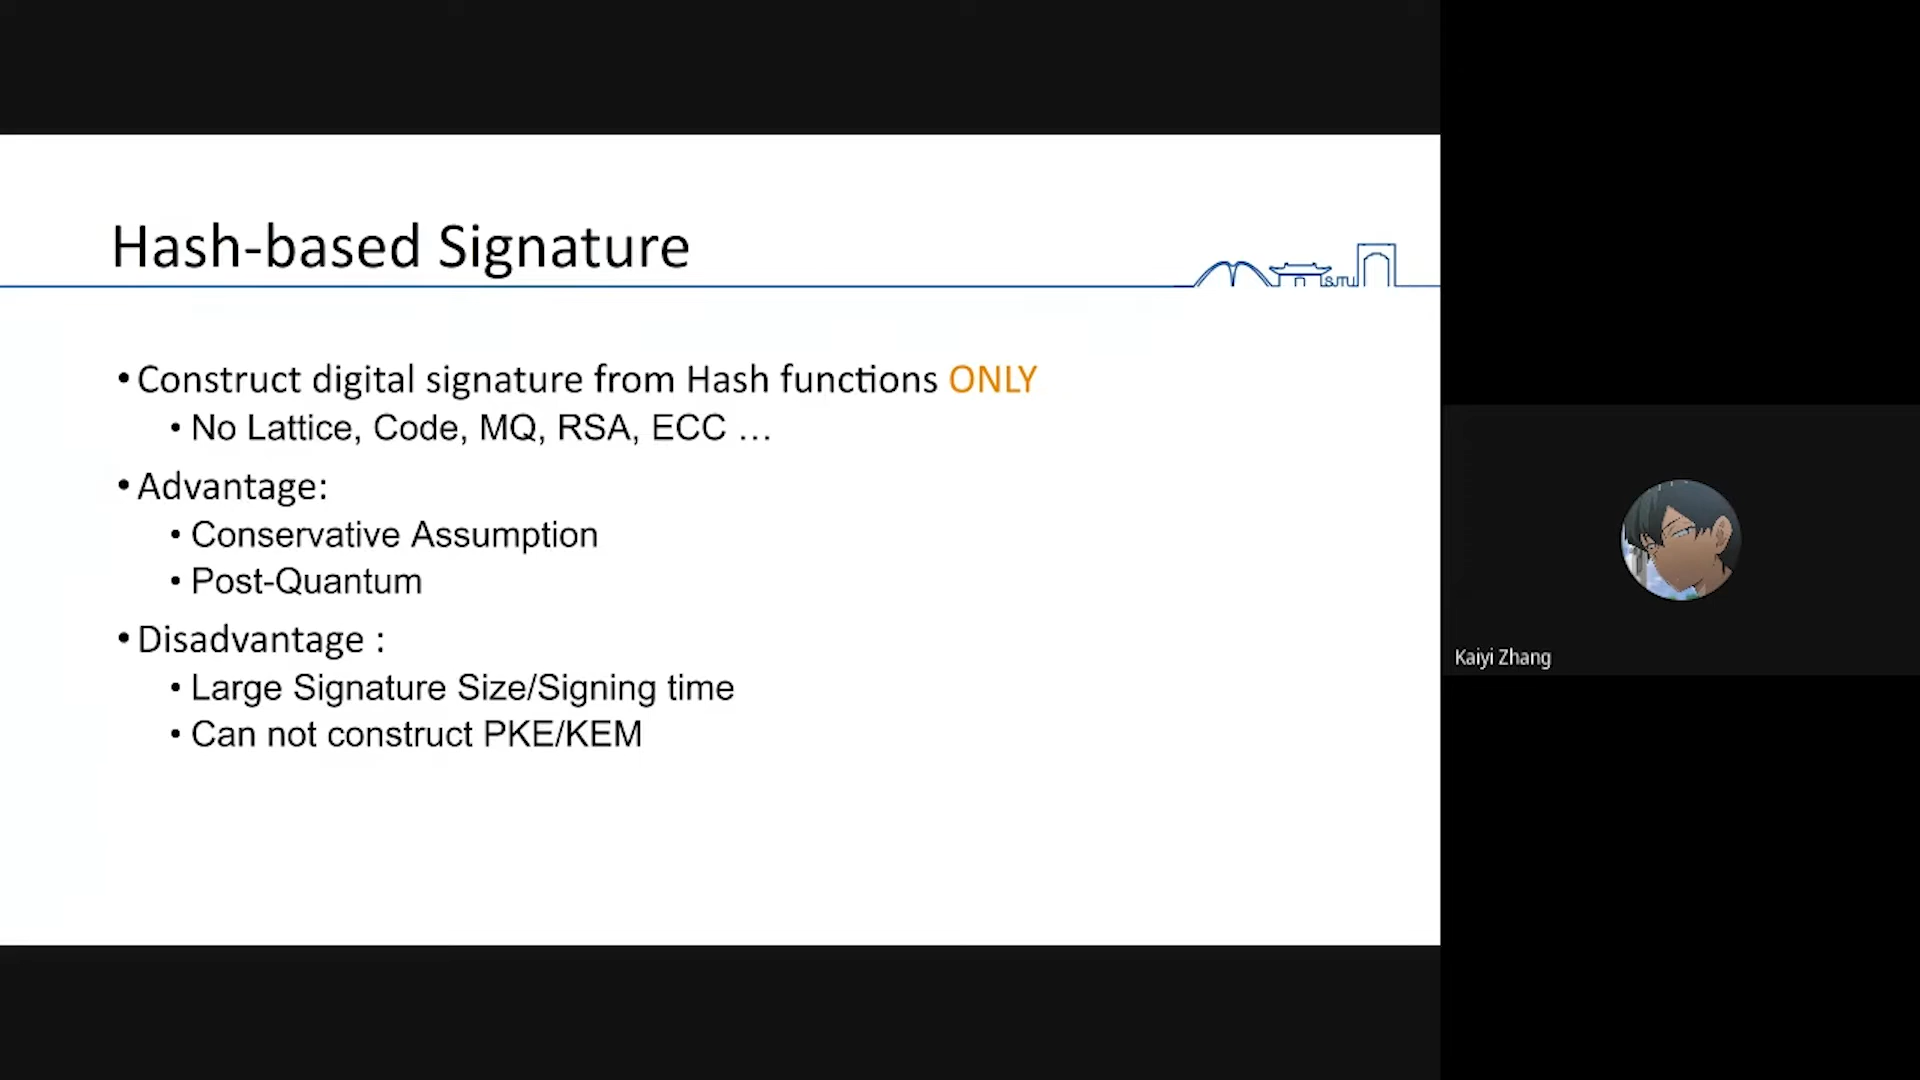 Hash-based Signature
SJTU
• Construct digital signature from Hash functions ONLY
• No Lattice, Code, MQ, RSA, ECC …
• Advantage:
• Conservative Assumption
• Post-Quantum
• Disadvantage :
• Large Signature Size/Signing time
• Can not construct PKE/KEM
Kaiyi Zhang